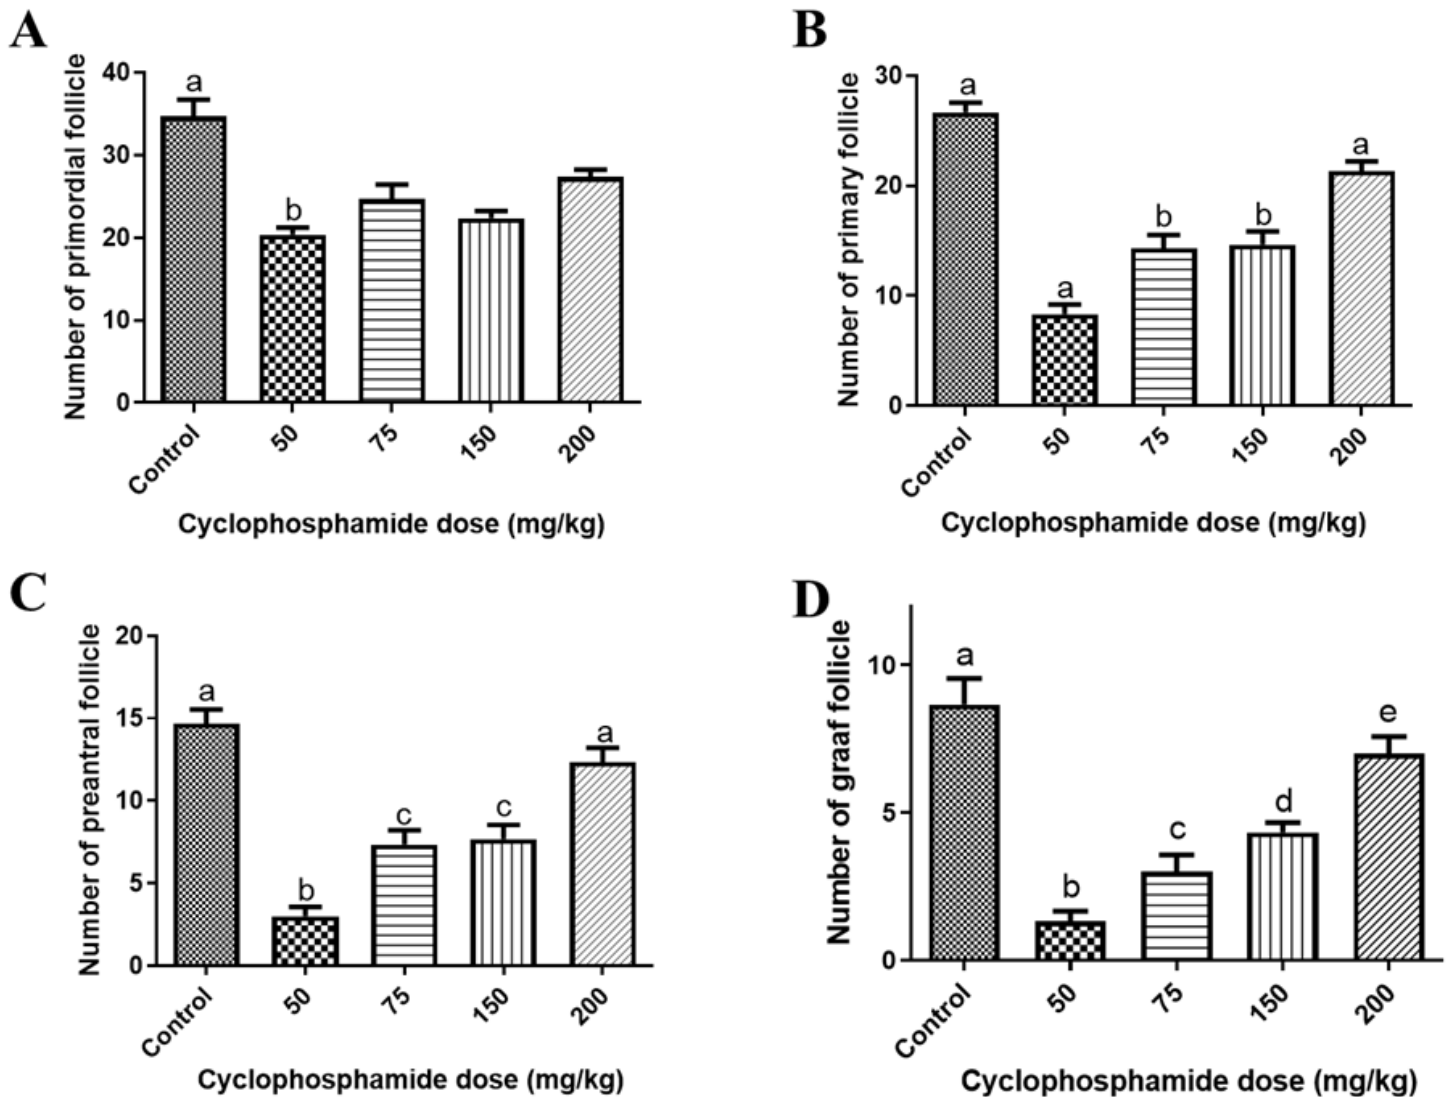 A
Number of primordial follicle
40
30
20
10
0
a
b
Control
50
75
150
200
Cyclophosphamide dose (mg/kg)
B
Number of primary follicle
30
20
10
0
a
a
b
b
a
Control
50
75
150
200
Cyclophosphamide dose (mg/kg)
C
Number of preantral follicle
20
15
10
5
0
a
b
c
c
a
Control
50
75
150
200
Cyclophosphamide dose (mg/kg)
D
Number of graaf follicle
10
5
0
a
b
c
d
e
Control
50
75
150
200
Cyclophosphamide dose (mg/kg)